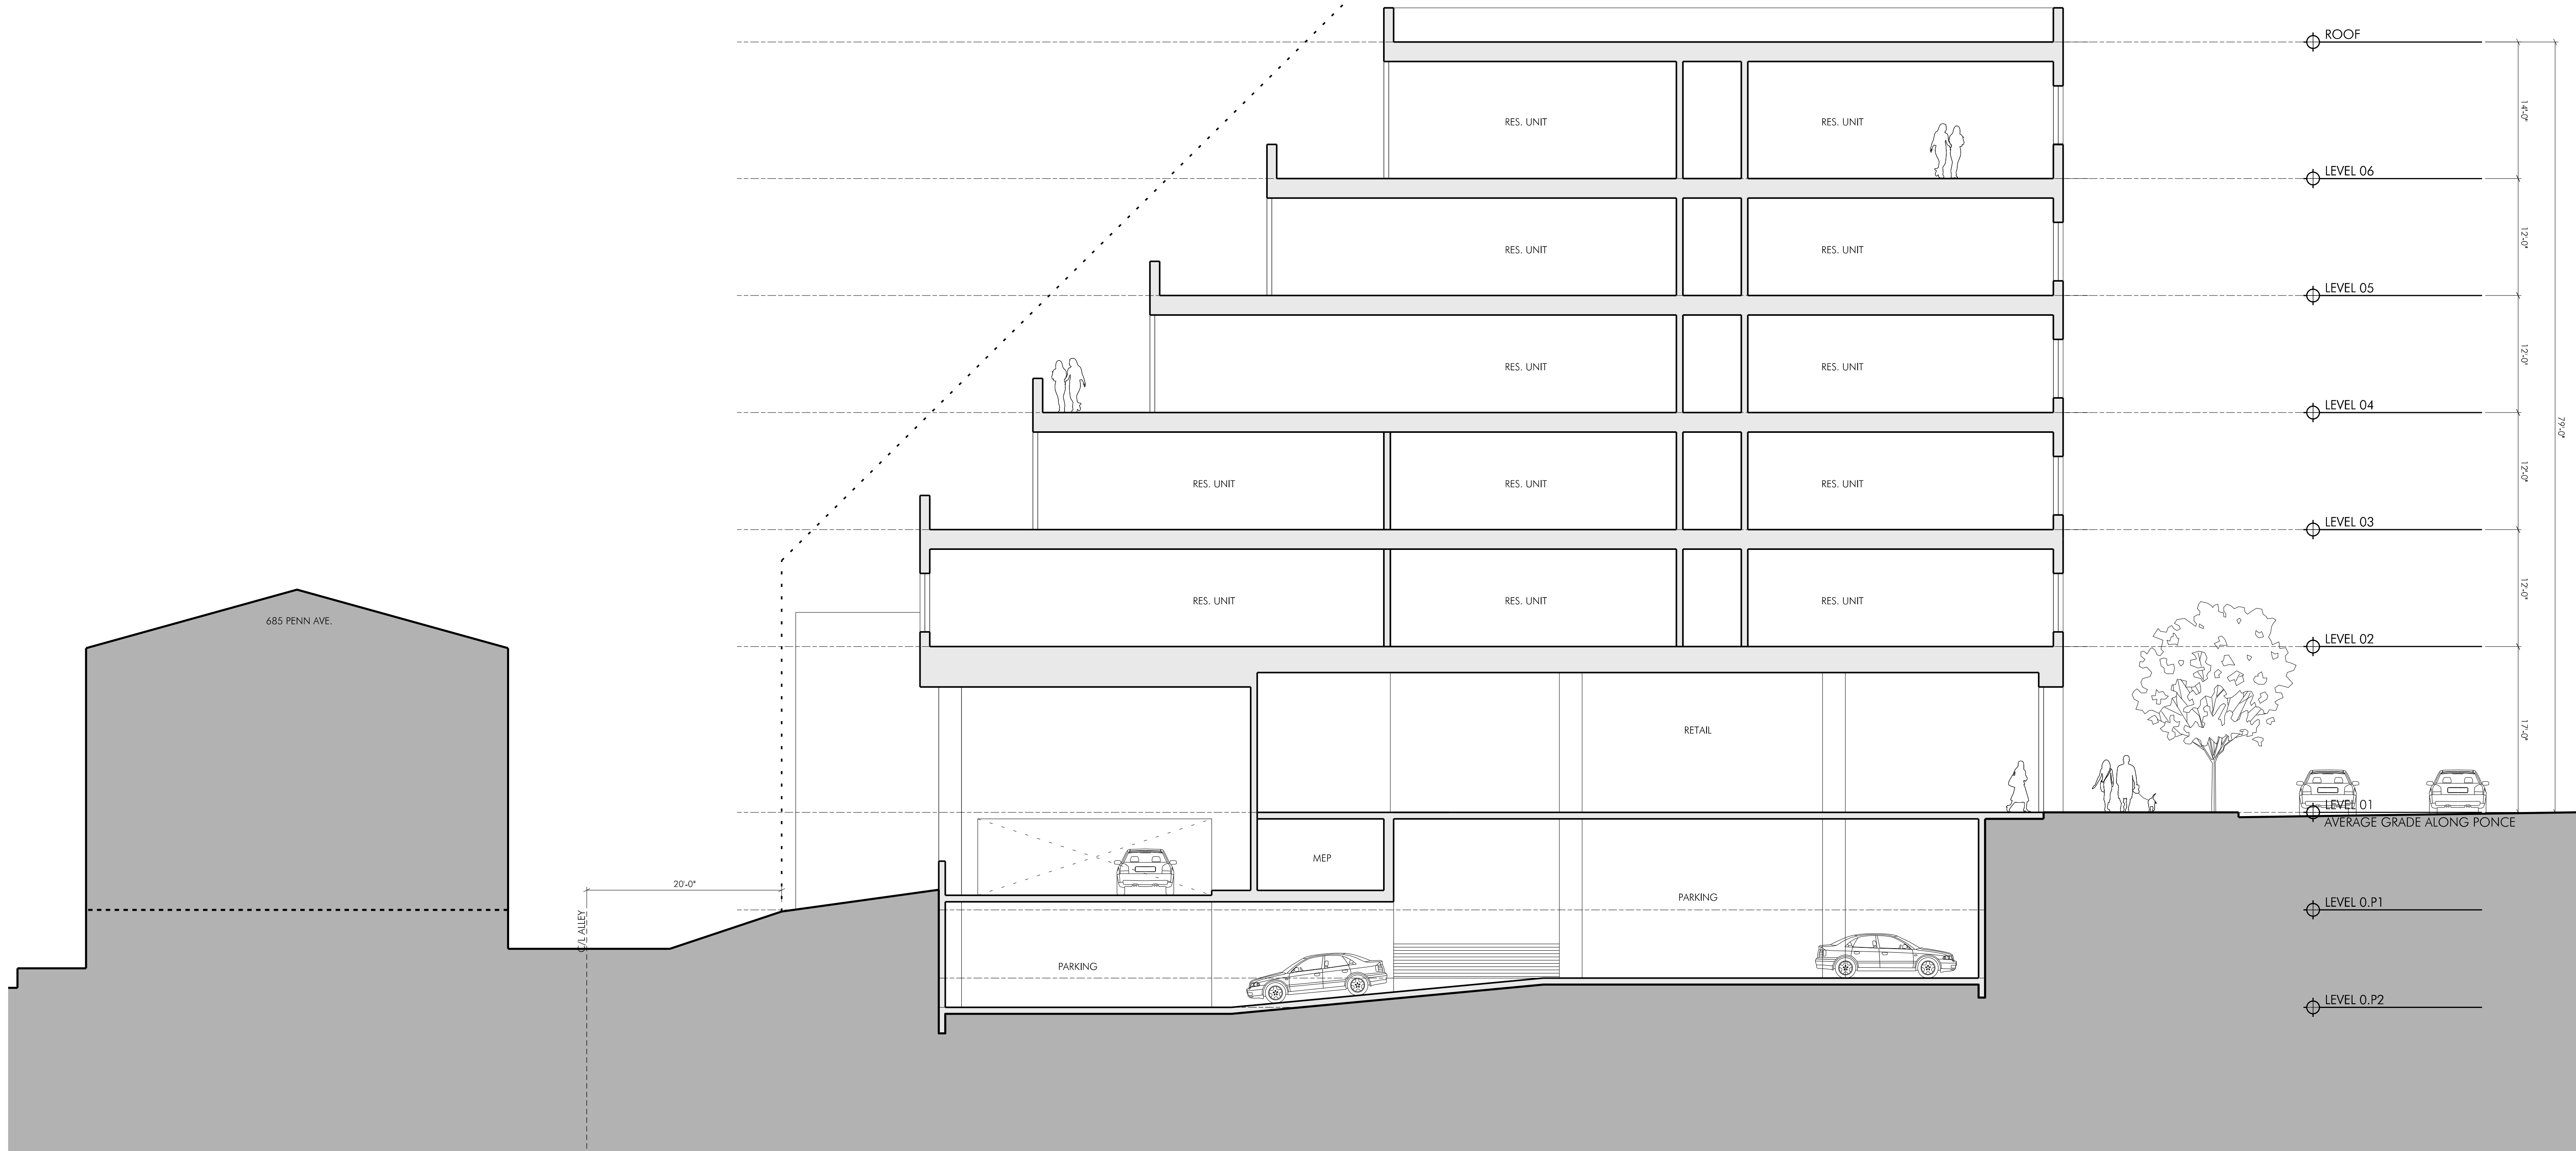 ROOF
14'-0"
RES. UNIT
RES. UNIT
LEVEL 06
12'-0"
RES. UNIT
RES. UNIT
LEVEL 05
12'-0"
RES. UNIT
RES. UNIT
LEVEL 04
79'-0"
12'-0"
RES. UNIT
RES. UNIT
RES. UNIT
LEVEL 03
12'-0"
RES. UNIT
RES. UNIT
RES. UNIT
685 PENN AVE.
LEVEL 02
17'-0"
RETAIL
LEVEL 01
AVERAGE GRADE ALONG PONCE
MEP
20'-0"
PARKING
LEVEL 0.P1
C/L ALLEY
PARKING
LEVEL 0.P2